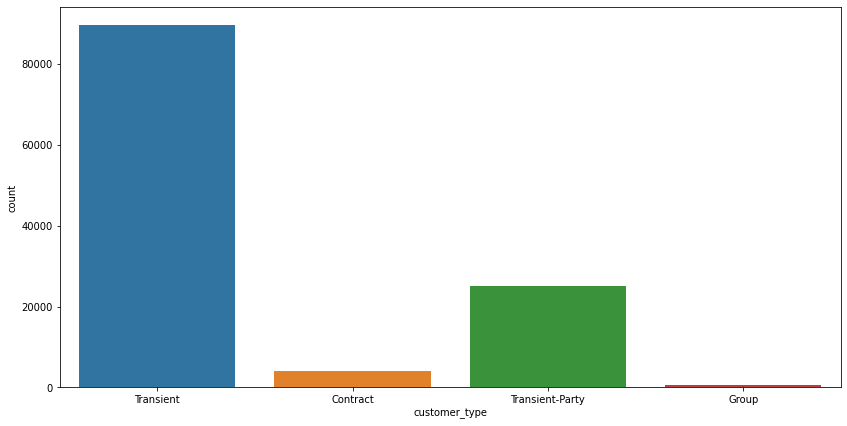 80000
60000
40000
20000
0
count
Transient
Contract
Transient-Party
Group
customer_type